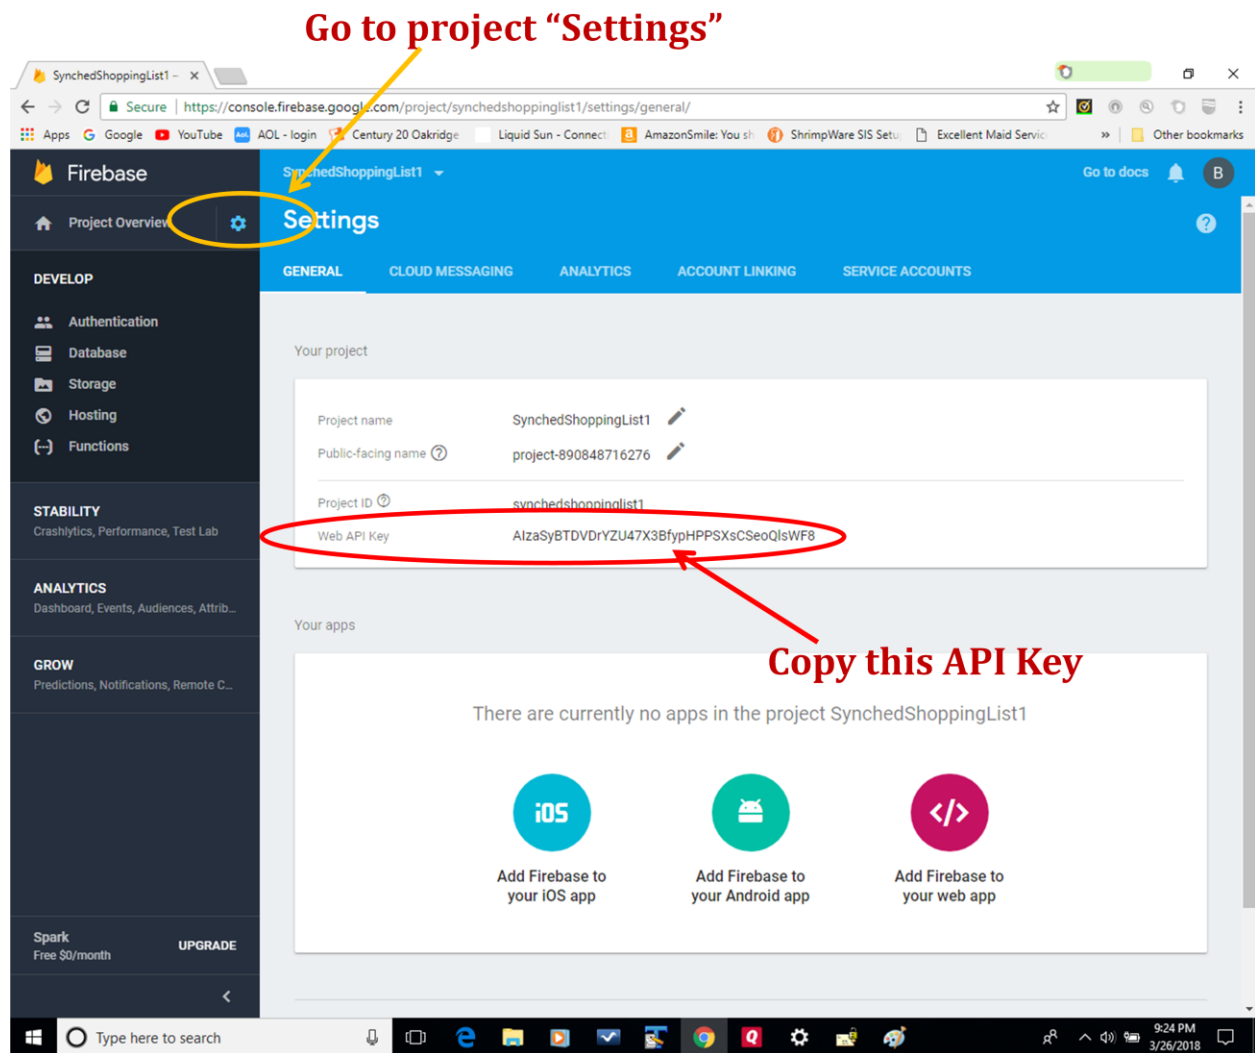 Go to project “Settings”
SynchedShoppingList1 –
Secure | https://console.firebase.google.com/project/synchedshoppinglist1/settings/general/
Apps Google YouTube AOL - login Century 20 Oakridge Liquid Sun - Connect AmazonSmile: You sh ShrimpWare SIS Setu Excellent Maid Servic » Other bookmarks
Firebase
SynchedShoppingList1
Go to docs
B
Project Overview
Settings
GENERAL CLOUD MESSAGING ANALYTICS ACCOUNT LINKING SERVICE ACCOUNTS
DEVELOP
Authentication
Database
Storage
Hosting
Functions
STABILITY
Crashlytics, Performance, Test Lab
ANALYTICS
Dashboard, Events, Audiences, Attrib...
GROW
Predictions, Notifications, Remote C...
Spark
Free $0/month
UPGRADE
Your project
Project name SynchedShoppingList1
Public-facing name project-890848716276
Project ID synchedshoppinglist1
Web API Key AIzaSyBTDVDrYZU47X3BfypHPPSXsCSeoQlsWF8
Copy this API Key
Your apps
There are currently no apps in the project SynchedShoppingList1
iOS
Add Firebase to
your iOS app
Add Firebase to
your Android app
</>
Add Firebase to
your web app
Type here to search
9:24 PM
3/26/2018